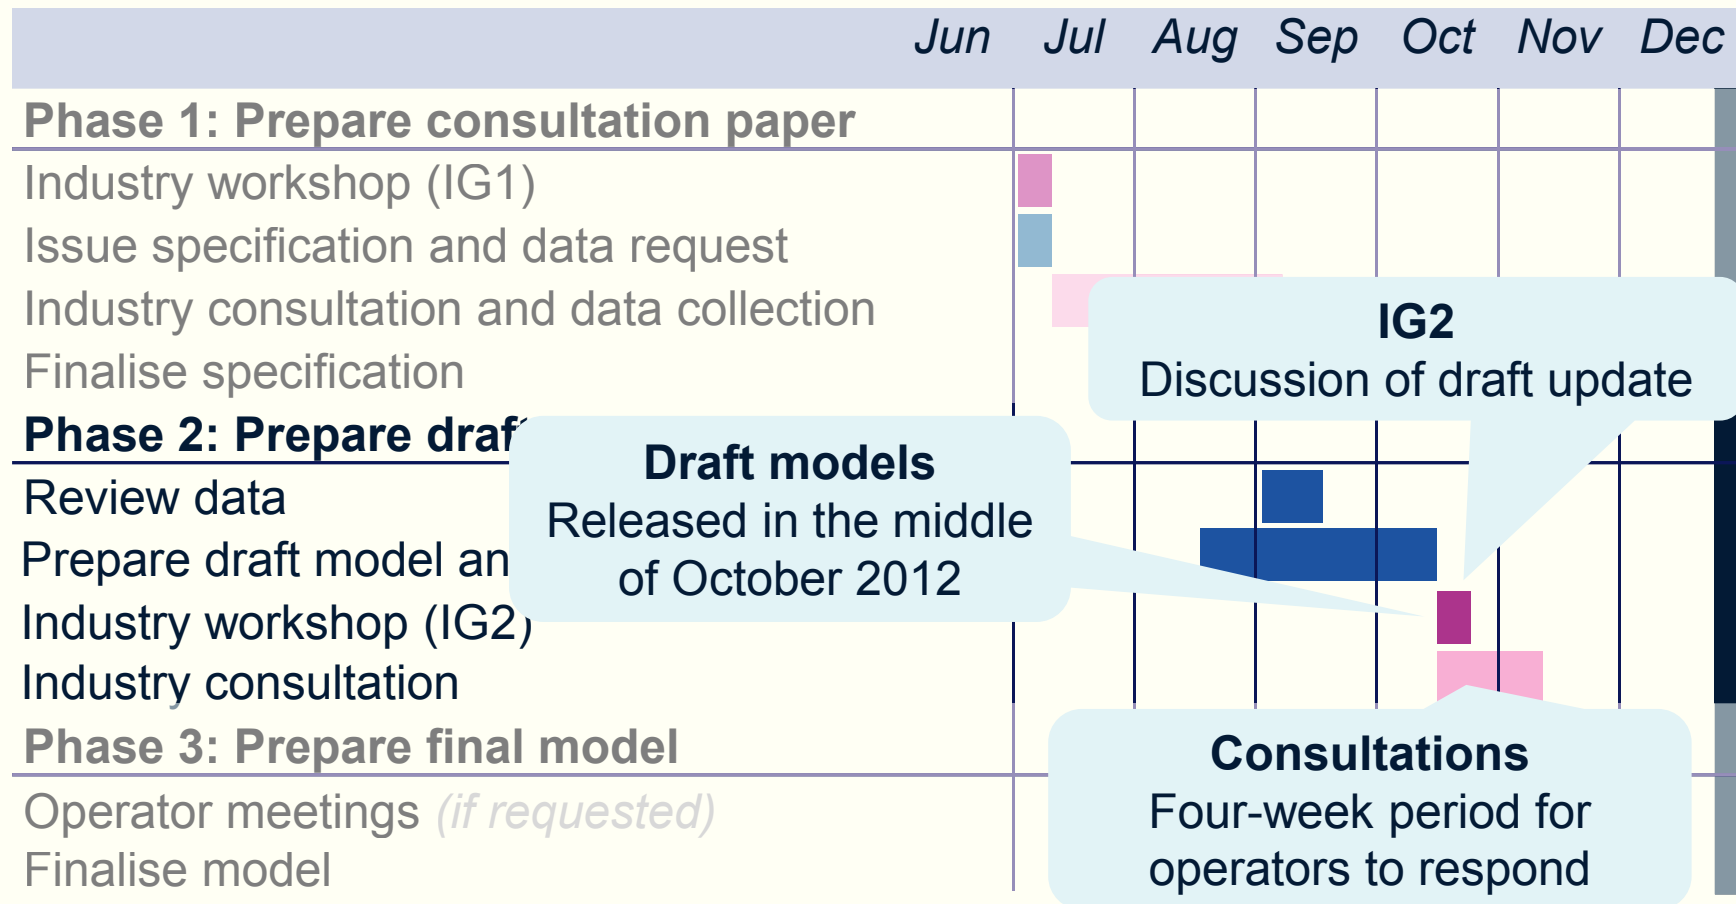 Jun Jul Aug Sep Oct Nov Dec
Phase 1: Prepare consultation paper
Industry workshop (IG1)
Issue specification and data request
Industry consultation and data collection
Finalise specification
IG2
Discussion of draft update
Phase 2: Prepare
Draft models
Released in the middle
of October 2012
Review data
Prepare draft model
Industry workshop (IG2)
Industry consultation
Phase 3: Prepare final model
Operator meetings (if requested)
Finalise model
Consultations
Four-week period for
operators to respond